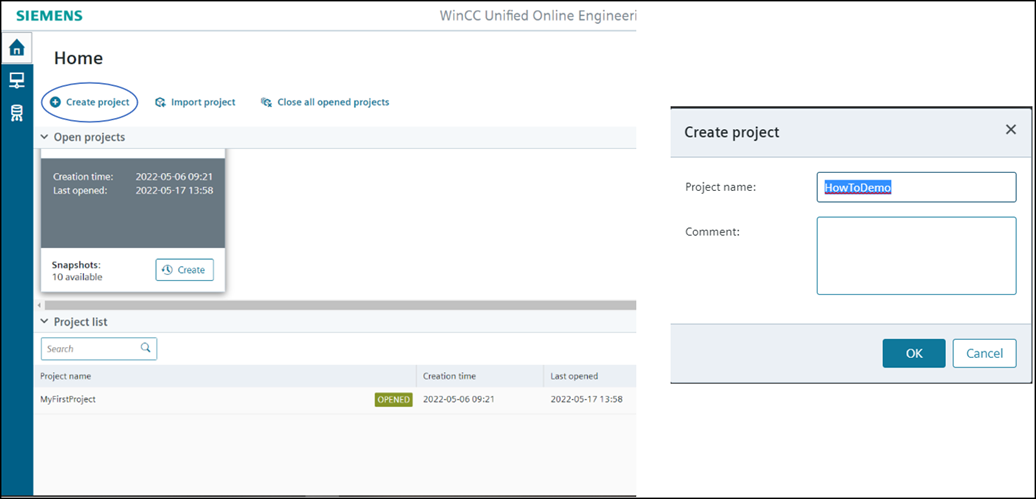 SIEMENS
WinCC Unified Online Engineeri
Home
Create project
Import project
Close all opened projects
Open projects
Creation time: 2022-05-06 09:21
Last opened: 2022-05-17 13:58
Snapshots:
10 available
Create
Project list
Search
Project name Creation time Last opened
MyFirstProject OPENED 2022-05-06 09:21 2022-05-17 13:58
Create project
Project name: HowToDemo
Comment:
OK Cancel